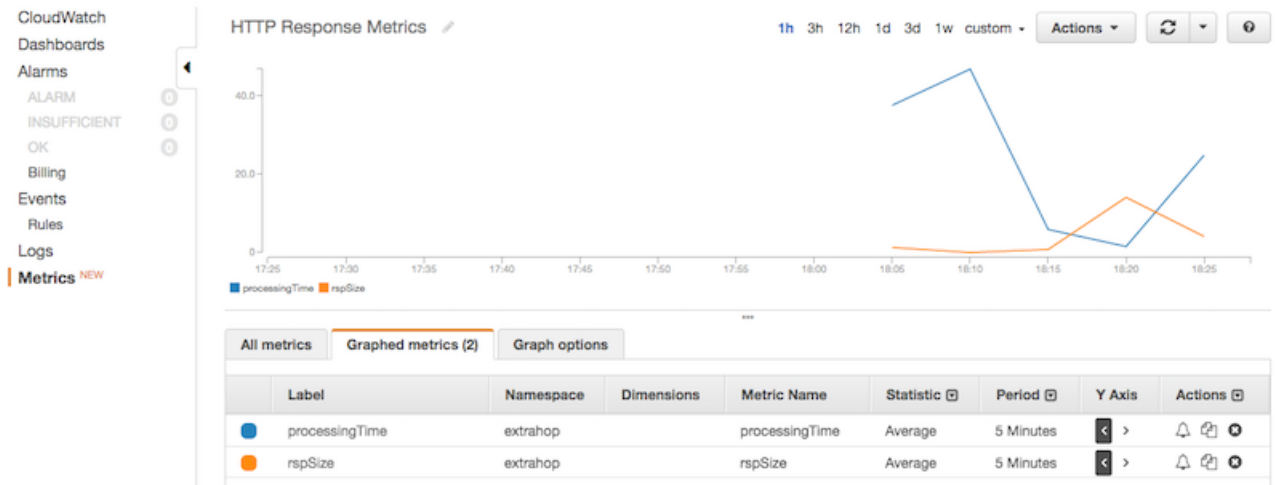 CloudWatch
Dashboards
Alarms
ALARM 0
INSUFFICIENT 0
OK 0
Billing
Events
Rules
Logs
Metrics NEW
HTTP Response Metrics
1h 3h 12h 1d 3d 1w custom Actions
40.0
20.0
0
17:25 17:30 17:35 17:40 17:45 17:50 17:55 18:00 18:05 18:10 18:15 18:20 18:25
processingTime rspSize
All metrics Graphed metrics (2) Graph options
Label Namespace Dimensions Metric Name Statistic Period Y Axis Actions
processingTime extrahop processingTime Average 5 Minutes < >
rspSize extrahop rspSize Average 5 Minutes < >